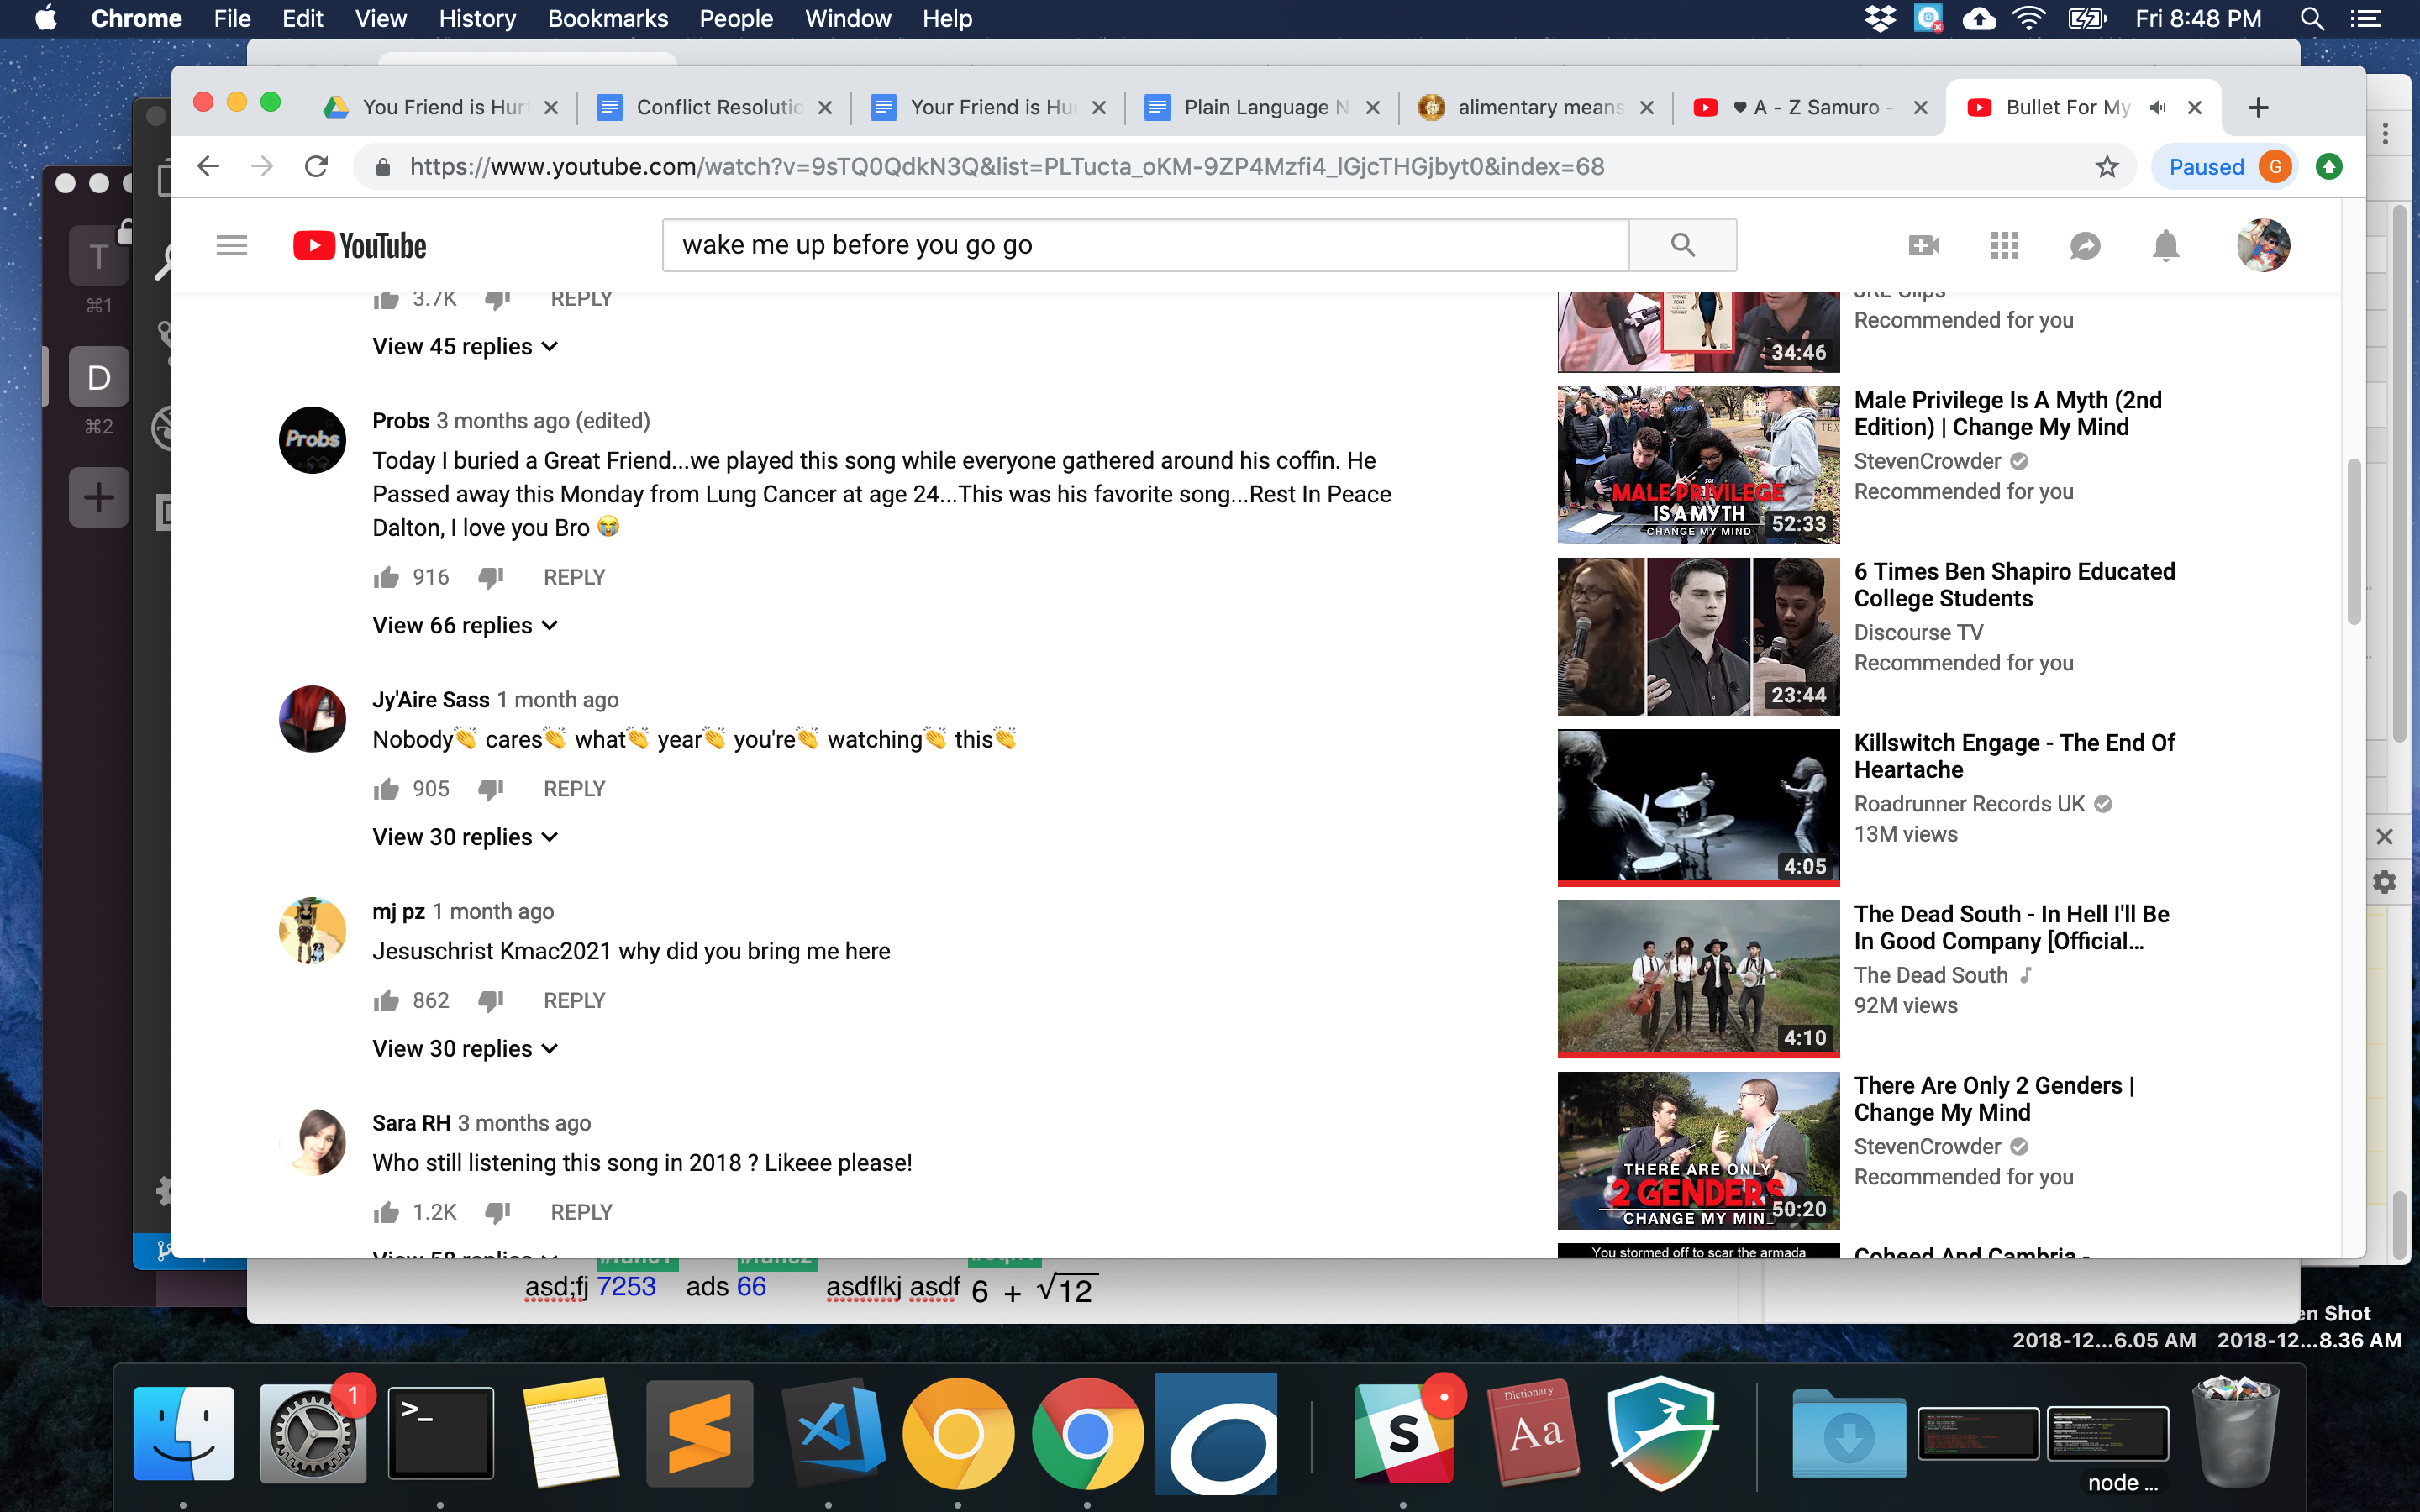 Chrome File Edit View History Bookmarks People Window Help
Fri 8:48 PM
You Friend is Hur
Conflict Resolutio
Your Friend is Hu
Plain Language N
alimentary means
♥ A - Z Samuro -
Bullet For My
https://www.youtube.com/watch?v=9sTQ0QdkN3Q&list=PLTucta_oKM-9ZP4Mzfi4_lGjcTHGjbyt0&index=68
Paused
G
YouTube
wake me up before you go go
T
⌘1
D
⌘2
3.7K REPLY
View 45 replies
Probs
Probs 3 months ago (edited)
Today I buried a Great Friend...we played this song while everyone gathered around his coffin. He
Passed away this Monday from Lung Cancer at age 24...This was his favorite song...Rest In Peace
Dalton, I love you Bro 😭
916 REPLY
View 66 replies
Jy'Aire Sass 1 month ago
Nobody👏 cares👏 what👏 year👏 you're👏 watching👏 this👏
905 REPLY
View 30 replies
mj pz 1 month ago
Jesuschrist Kmac2021 why did you bring me here
862 REPLY
View 30 replies
Sara RH 3 months ago
Who still listening this song in 2018 ? Likeee please!
1.2K REPLY
View 58 replies
JRE Clips
Recommended for you
34:46
Male Privilege Is A Myth (2nd
Edition) | Change My Mind
StevenCrowder
Recommended for you
MALE PRIVILEGE
IS A MYTH
CHANGE MY MIND
52:33
6 Times Ben Shapiro Educated
College Students
Discourse TV
Recommended for you
23:44
Killswitch Engage - The End Of
Heartache
Roadrunner Records UK
13M views
4:05
The Dead South - In Hell I'll Be
In Good Company [Official...
The Dead South
92M views
4:10
There Are Only 2 Genders |
Change My Mind
StevenCrowder
Recommended for you
THERE ARE ONLY
2 GENDERS
CHANGE MY MIND
50:20
You stormed off to scar the armada
Coheed And Cambria -
asd;fj 7253 ads 66 asdflkj asdf 6 + √12
en Shot
2018-12...6.05 AM 2018-12...8.36 AM
1
>_
S
Dictionary
Aa
node ...